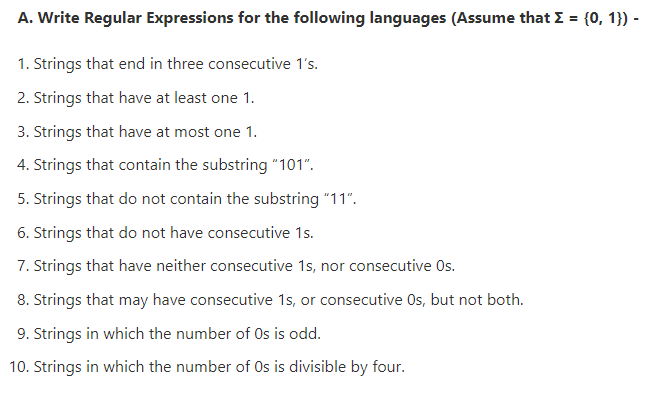 A. Write Regular Expressions for the following languages (Assume that Σ = {0, 1}) -
1. Strings that end in three consecutive 1's.
2. Strings that have at least one 1.
3. Strings that have at most one 1.
4. Strings that contain the substring “101”.
5. Strings that do not contain the substring “11”.
6. Strings that do not have consecutive 1s.
7. Strings that have neither consecutive 1s, nor consecutive 0s.
8. Strings that may have consecutive 1s, or consecutive 0s, but not both.
9. Strings in which the number of 0s is odd.
10. Strings in which the number of 0s is divisible by four.